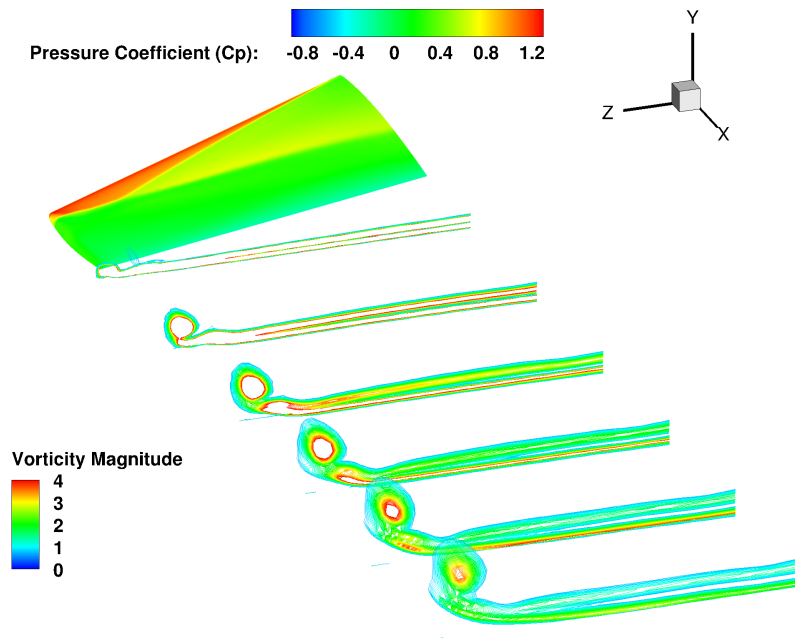 Pressure Coefficient (Cp):
-0.8 -0.4 0 0.4 0.8 1.2
Y
Z
X
Vorticity Magnitude
4
3
2
1
0